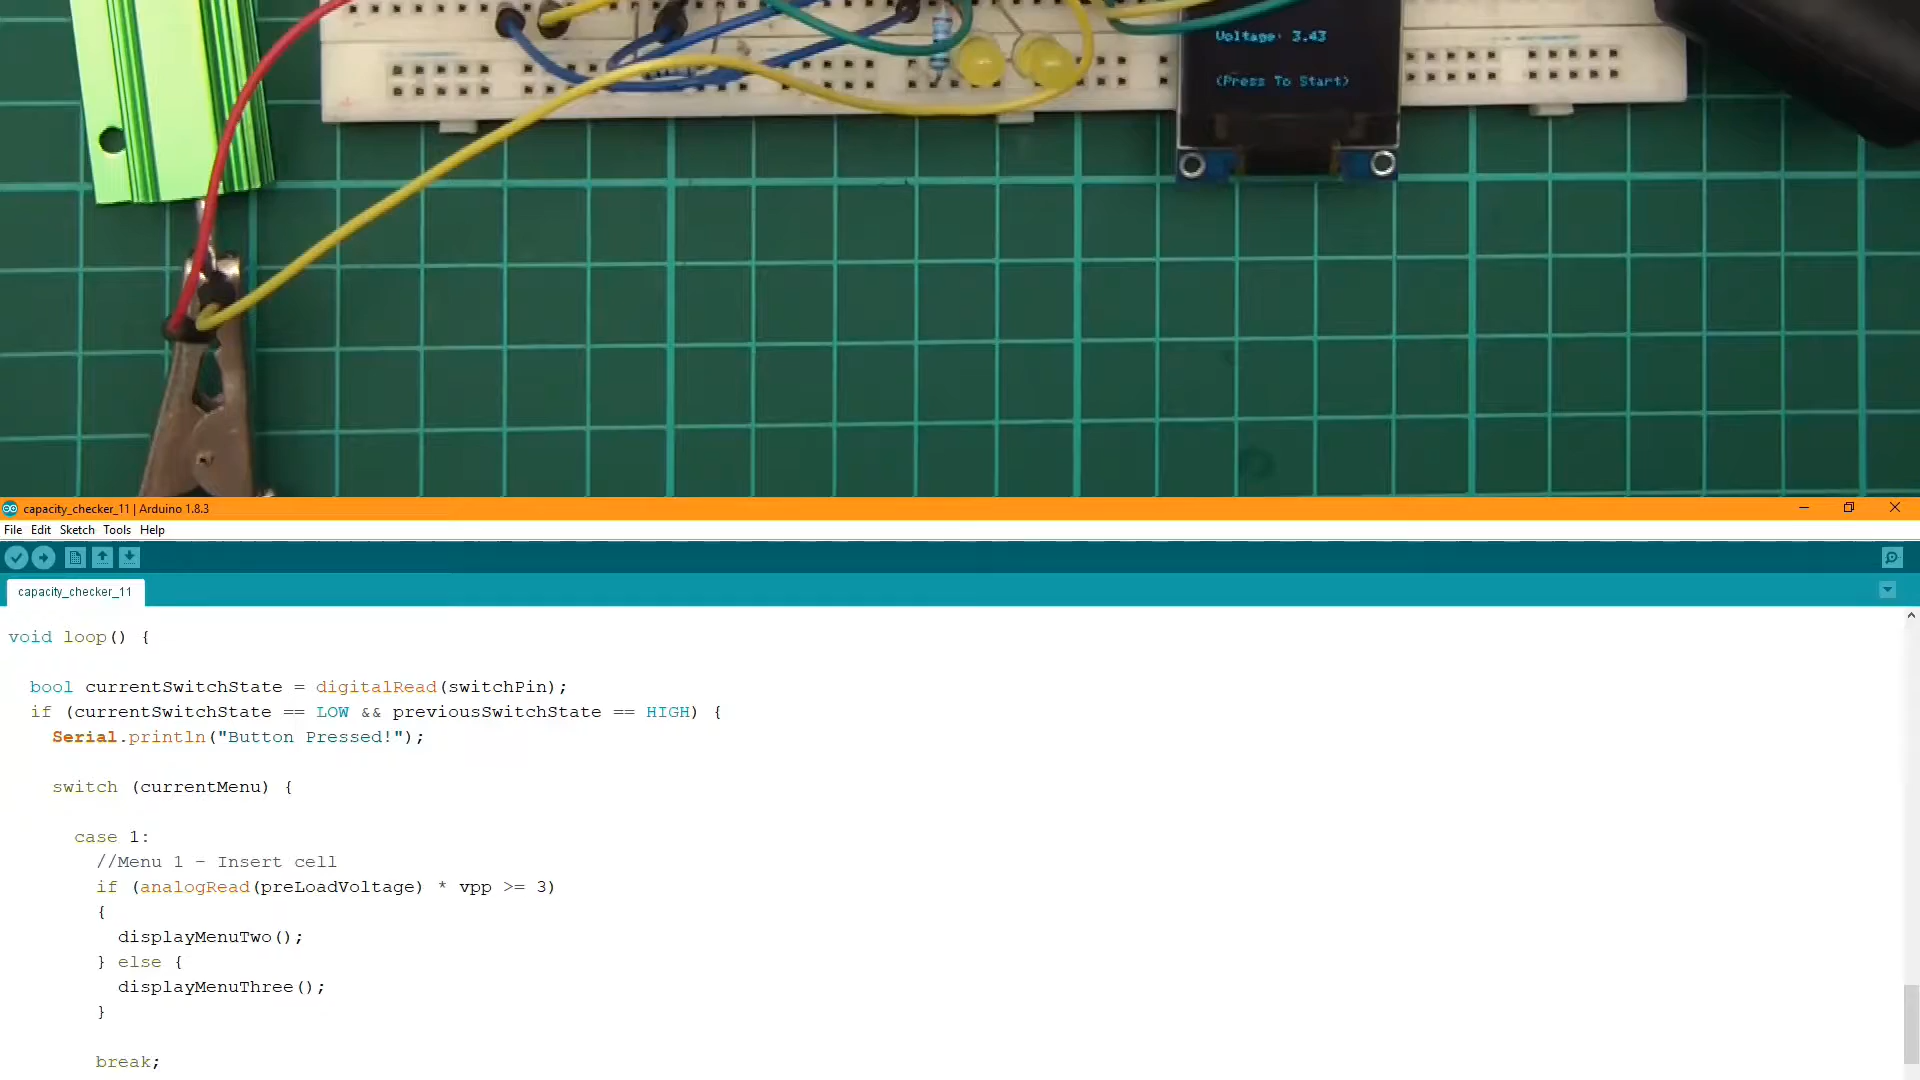 Voltage: 3.43
(Press To Start)
capacity_checker_11 | Arduino 1.8.3
File Edit Sketch Tools Help
capacity_checker_11
void loop() {
bool currentSwitchState = digitalRead(switchPin);
if (currentSwitchState == LOW && previousSwitchState == HIGH) {
Serial.println("Button Pressed!");
switch (currentMenu) {
case 1:
//Menu 1 - Insert cell
if (analogRead(preLoadVoltage) * vpp >= 3)
{
displayMenuTwo();
} else {
displayMenuThree();
}
break;